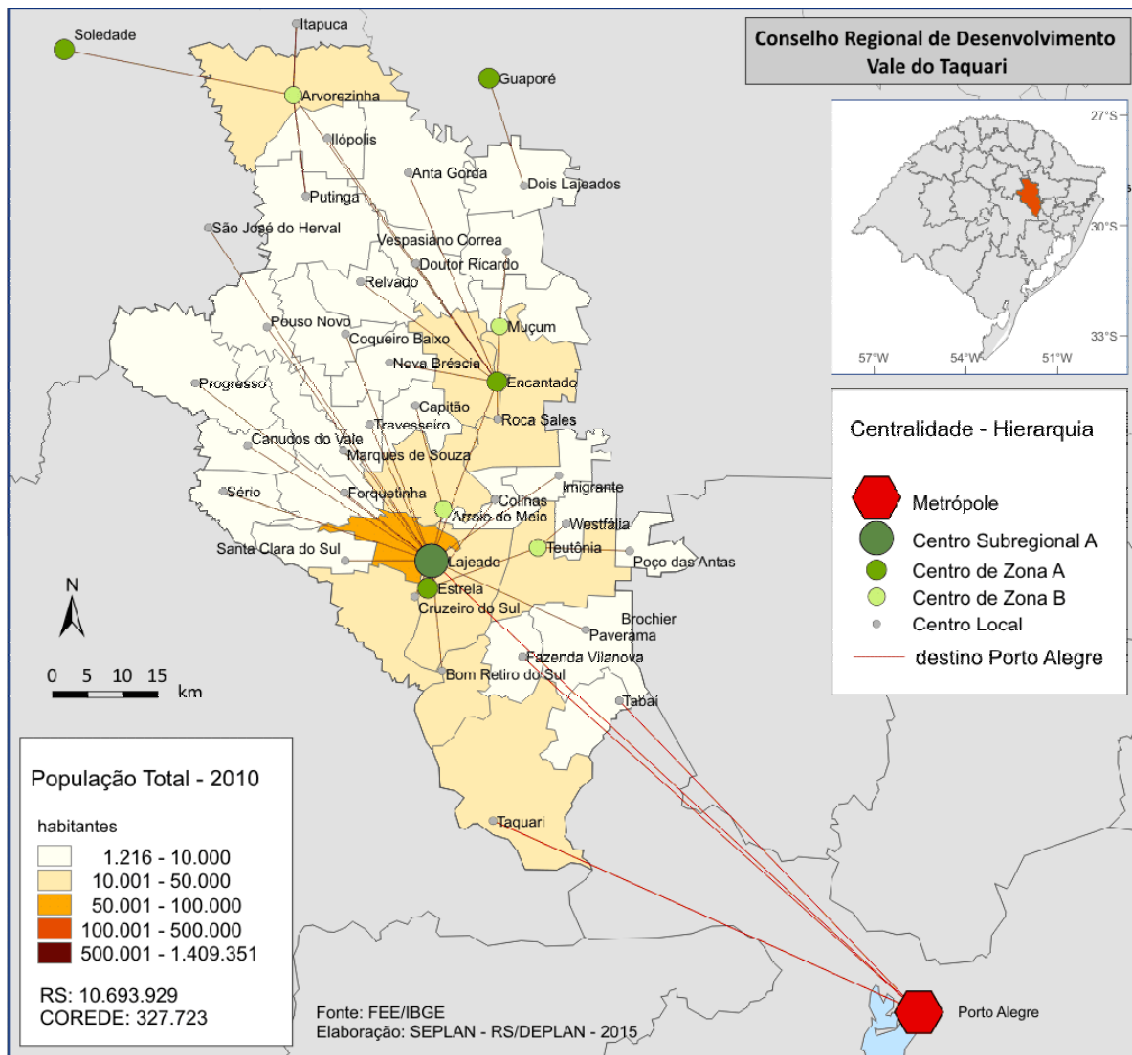 Conselho Regional de Desenvolvimento
Vale do Taquari
Soledade
Itapuca
Guaporé
Arvorezinha
Ilópolis
Anta Gorda
Dois Lajeados
Putinga
São José do Herval
Vespasiano Correa
Doutor Ricardo
Relvado
Pouso Novo
Muçum
Coqueiro Baixo
Nova Bréscia
Progresso
Encantado
Capitão
Roca Sales
Travesseiro
Canudos do Vale
Marques de Souza
Imigrante
Sério
Forquetinha
Colinas
Arroio do Meio
Westfália
Santa Clara do Sul
Lajeado
Teutônia
Poço das Antas
Estrela
Cruzeiro do Sul
Brochier
Paverama
Fazenda Vilanova
Bom Retiro do Sul
Tabaí
Taquari
Porto Alegre
27°S
30°S
33°S
57°W
54°W
51°W
Centralidade - Hierarquia
Metrópole
Centro Subregional A
Centro de Zona A
Centro de Zona B
Centro Local
destino Porto Alegre
N
0 5 10 15
km
População Total - 2010
habitantes
1.216 - 10.000
10.001 - 50.000
50.001 - 100.000
100.001 - 500.000
500.001 - 1.409.351
RS: 10.693.929
COREDE: 327.723
Fonte: FEE/IBGE
Elaboração: SEPLAN - RS/DEPLAN - 2015